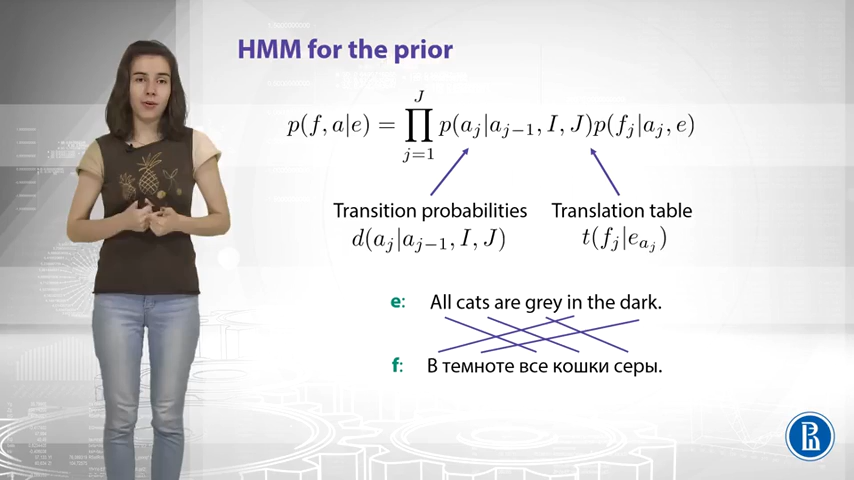 HMM for the prior
p(f, a|e) = ∏_{j=1}^{J} p(a_j|a_{j−1}, I, J)p(f_j|a_j, e)
Transition probabilities Translation table
d(a_j|a_{j−1}, I, J) t(f_j|e_{a_j})
e: All cats are grey in the dark.
f: В темноте все кошки серы.